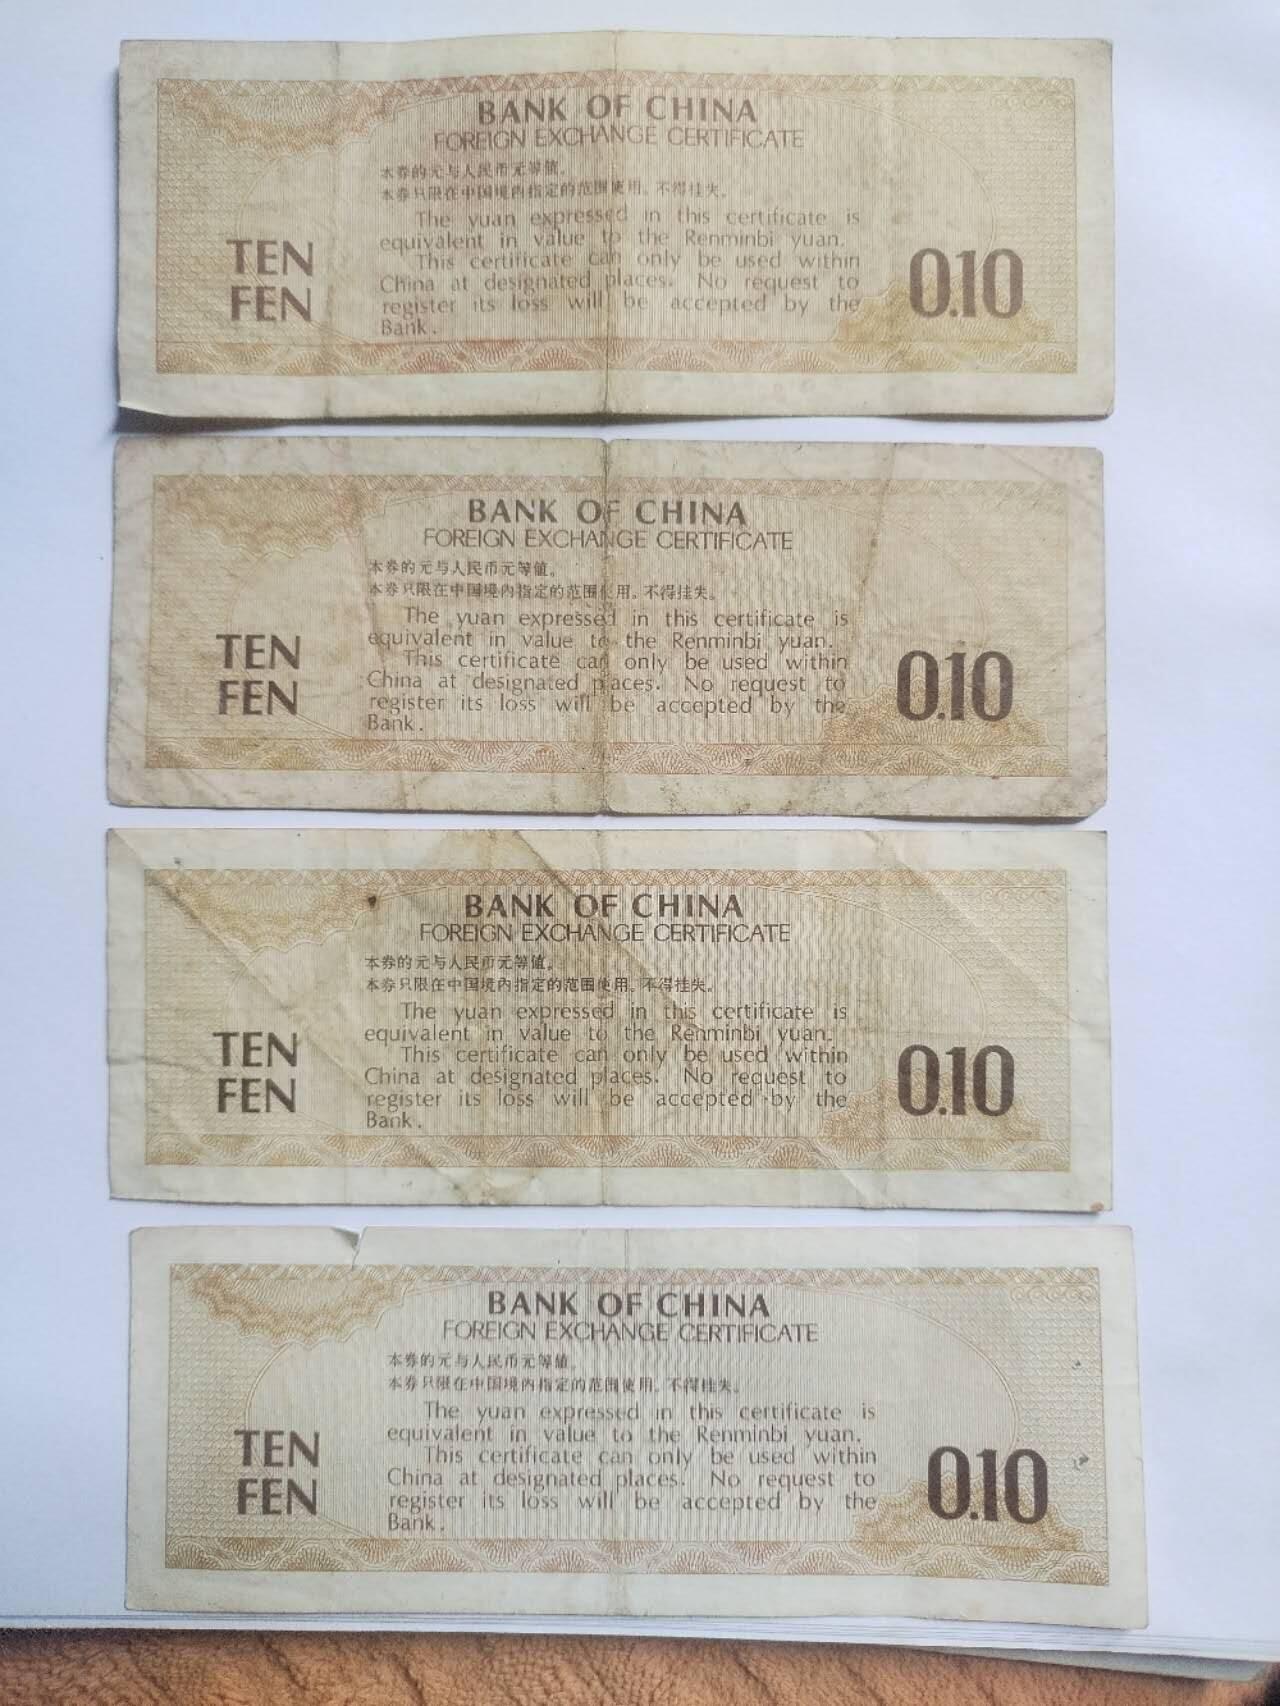 BANK OF CHINA
FOREIGN EXCHANGE CERTIFICATE
本券的元与人民币元等值。
本券只限在中国境内指定的范围使用。不得挂失。
The yuan expressed in this certificate is
equivalent in value to the Renminbi yuan.
This certificate can only be used within
China at designated places. No request to
register its loss will be accepted by the
Bank.
TEN
FEN
0.10
BANK OF CHINA
FOREIGN EXCHANGE CERTIFICATE
本券的元与人民币元等值。
本券只限在中国境内指定的范围使用。不得挂失。
The yuan expressed in this certificate is
equivalent in value to the Renminbi yuan.
This certificate can only be used within
China at designated places. No request to
register its loss will be accepted by the
Bank.
TEN
FEN
0.10
BANK OF CHINA
FOREIGN EXCHANGE CERTIFICATE
本券的元与人民币元等值。
本券只限在中国境内指定的范围使用。不得挂失。
The yuan expressed in this certificate is
equivalent in value to the Renminbi yuan.
This certificate can only be used within
China at designated places. No request to
register its loss will be accepted by the
Bank.
TEN
FEN
0.10
BANK OF CHINA
FOREIGN EXCHANGE CERTIFICATE
本券的元与人民币元等值。
本券只限在中国境内指定的范围使用。不得挂失。
The yuan expressed in this certificate is
equivalent in value to the Renminbi yuan.
This certificate can only be used within
China at designated places. No request to
register its loss will be accepted by the
Bank.
TEN
FEN
0.10